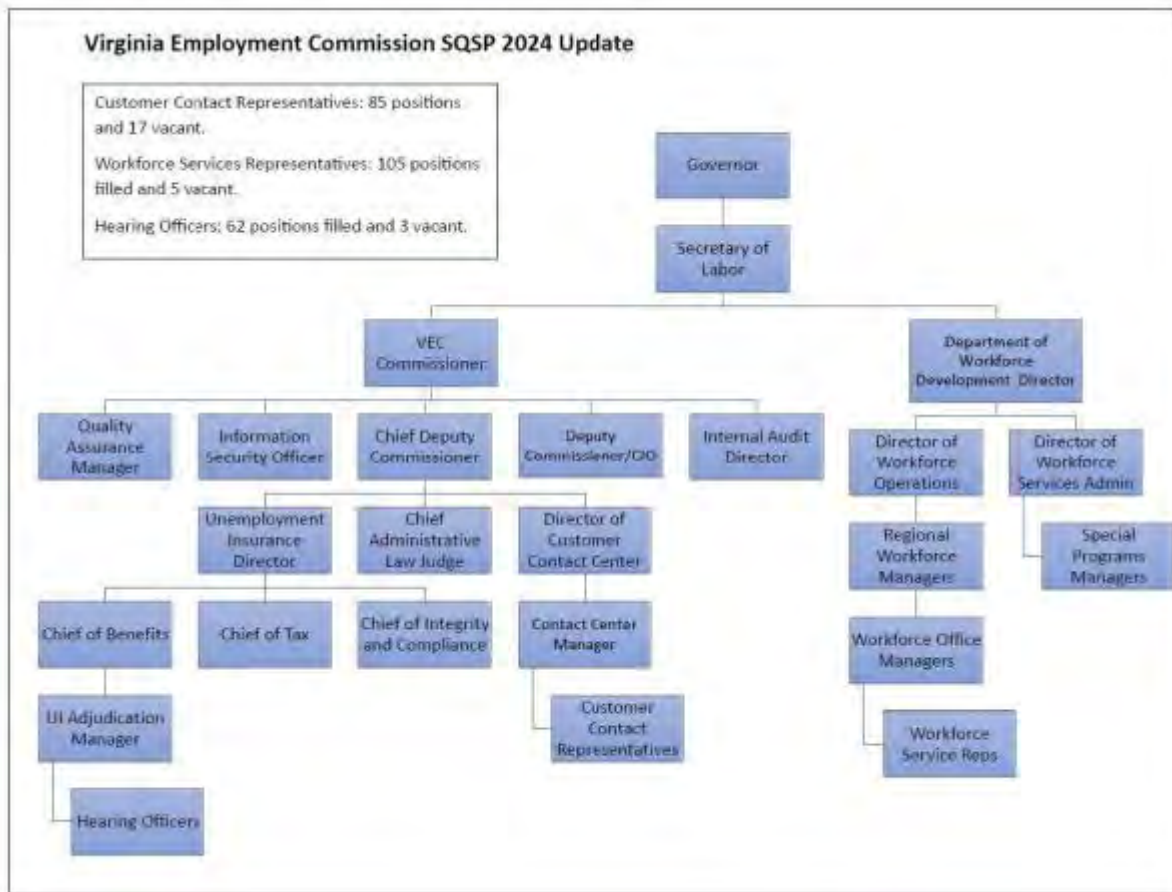 Virginia Employment Commission SQSP 2024 Update
Customer Contact Representatives: 85 positions
and 17 vacant.
Workforce Services Representatives: 105 positions
filled and 5 vacant.
Hearing Officers: 62 positions filled and 3 vacant.
Governor
Secretary of
Labor
VEC
Commissioner
Department of
Workforce
Development Director
Quality
Assurance
Manager
Information
Security Officer
Chief Deputy
Commissioner
Deputy
Commissioner/CIO
Internal Audit
Director
Director of
Workforce
Operations
Director of
Workforce
Services Admin
Unemployment
Insurance
Director
Chief
Administrative
Law Judge
Director of
Customer
Contact Center
Regional
Workforce
Managers
Special
Programs
Managers
Chief of Benefits
Chief of Tax
Chief of Integrity
and Compliance
Contact Center
Manager
Workforce Office
Managers
UI Adjudication
Manager
Customer
Contact
Representatives
Workforce
Service Reps
Hearing Officers